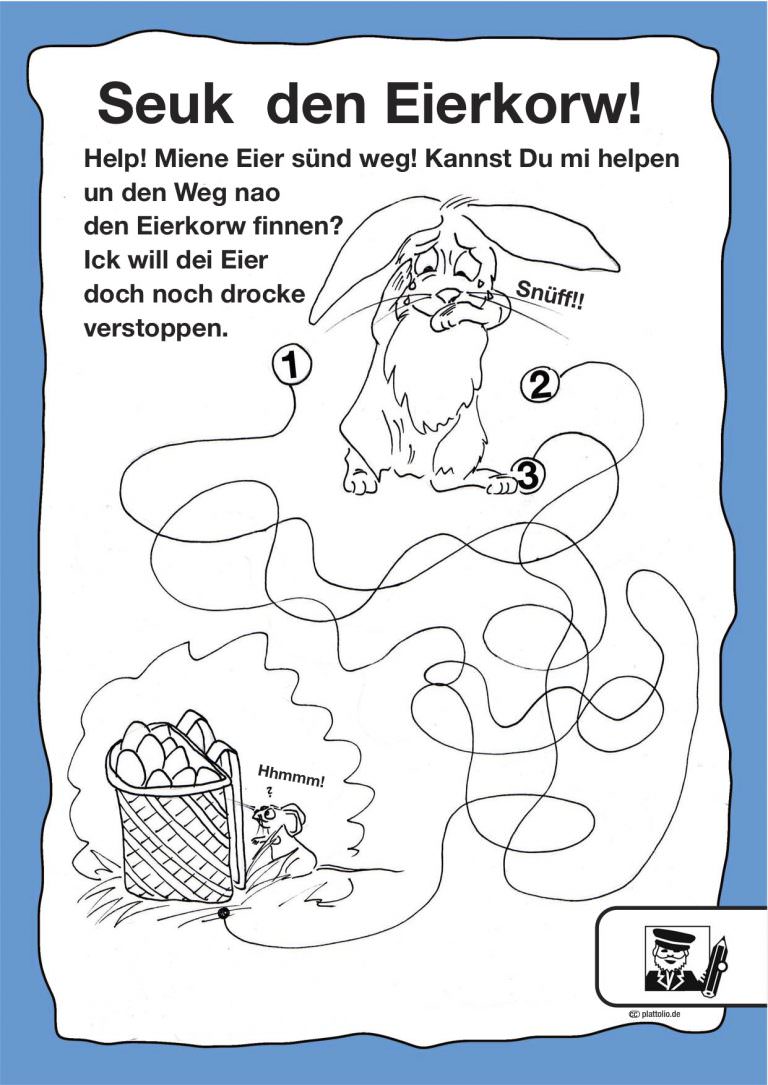 Seuk den Eierkorw!
Help! Miene Eier sünd weg! Kannst Du mi helpen
un den Weg nao
den Eierkorw finnen?
Ick will dei Eier
doch noch drocke
verstoppen.
Snüff!!
1
2
3
Hhmmm!
?
cc plattolio.de